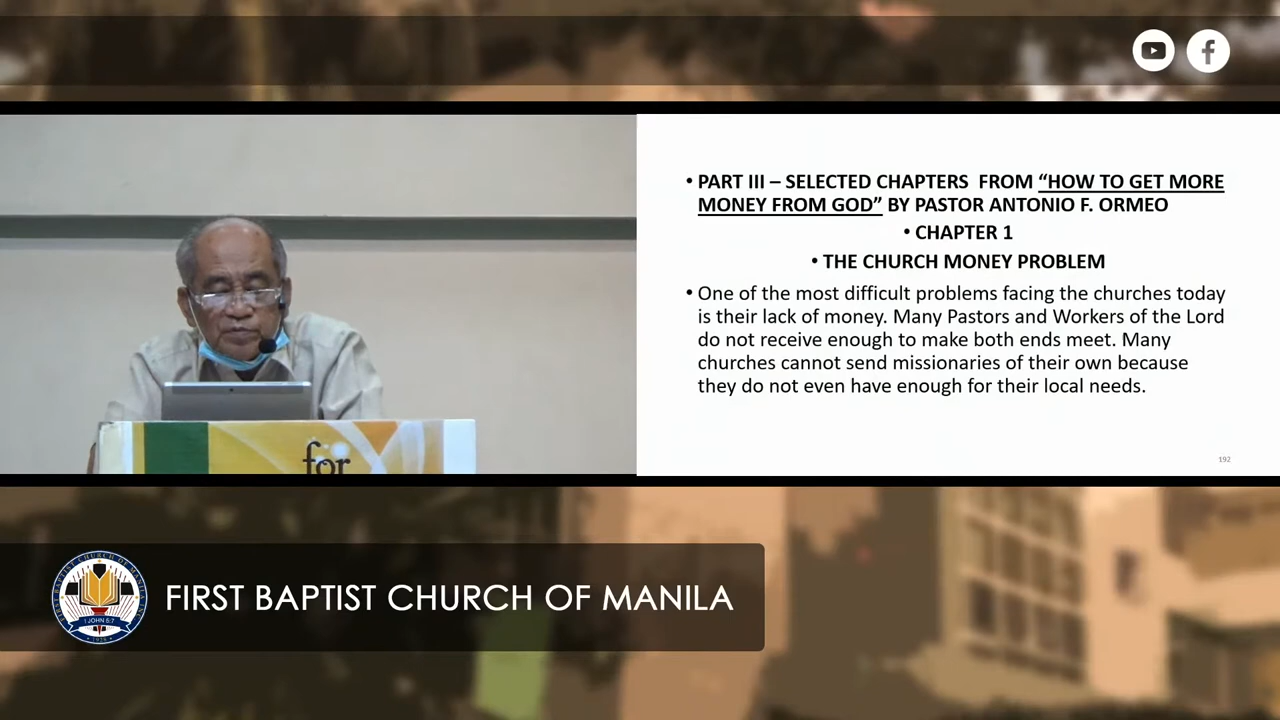 • PART III – SELECTED CHAPTERS FROM “HOW TO GET MORE
MONEY FROM GOD” BY PASTOR ANTONIO F. ORMEO
• CHAPTER 1
• THE CHURCH MONEY PROBLEM
• One of the most difficult problems facing the churches today
is their lack of money. Many Pastors and Workers of the Lord
do not receive enough to make both ends meet. Many
churches cannot send missionaries of their own because
they do not even have enough for their local needs.
192
for
I JOHN 5:7
FIRST BAPTIST CHURCH OF MANILA